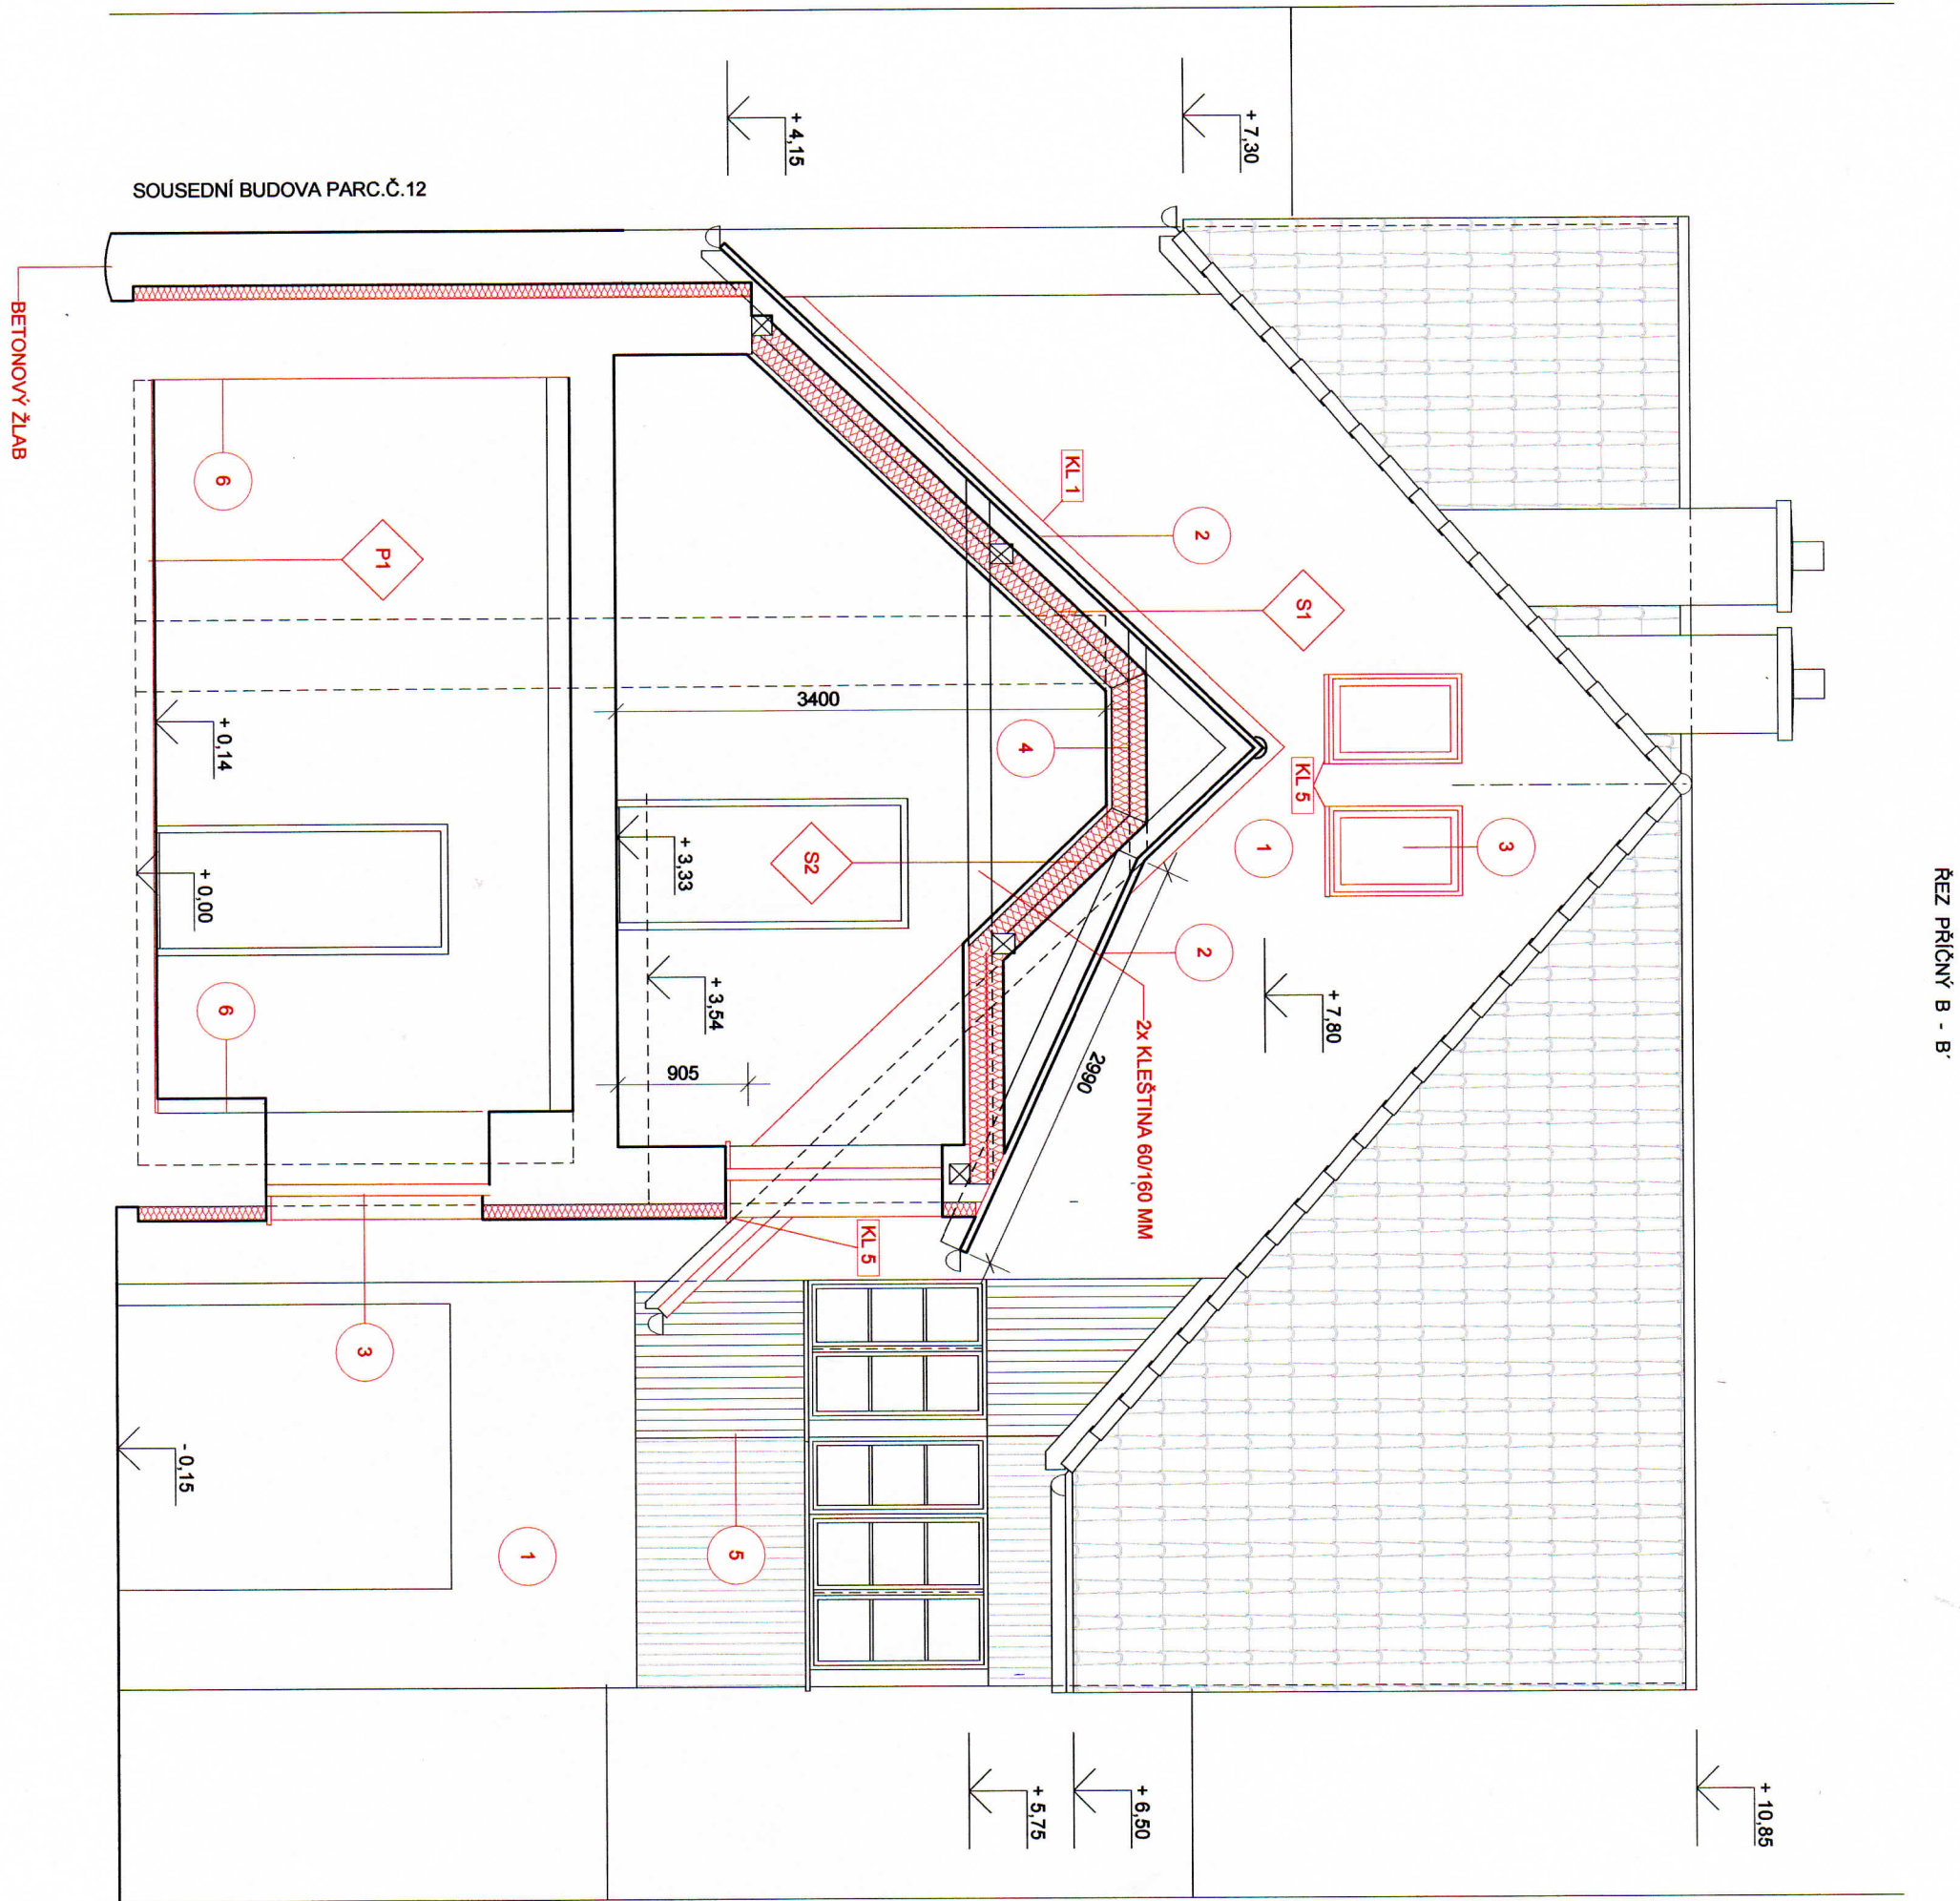 ŘEZ PŘÍČNÝ B - B´
+ 10,85
+ 7,30
+ 7,80
+ 6,50
KL 5
3
1
S1
2
KL 1
2
2x KLEŠTINA 60/160 MM
2990
+ 5,75
4
+ 4,15
3400
S2
KL 5
905
5
+ 3,54
+ 3,33
1
SOUSEDNÍ BUDOVA PARC.Č.12
P1
3
6
6
+ 0,14
+ 0,00
- 0,15
BETONOVÝ ŽLAB